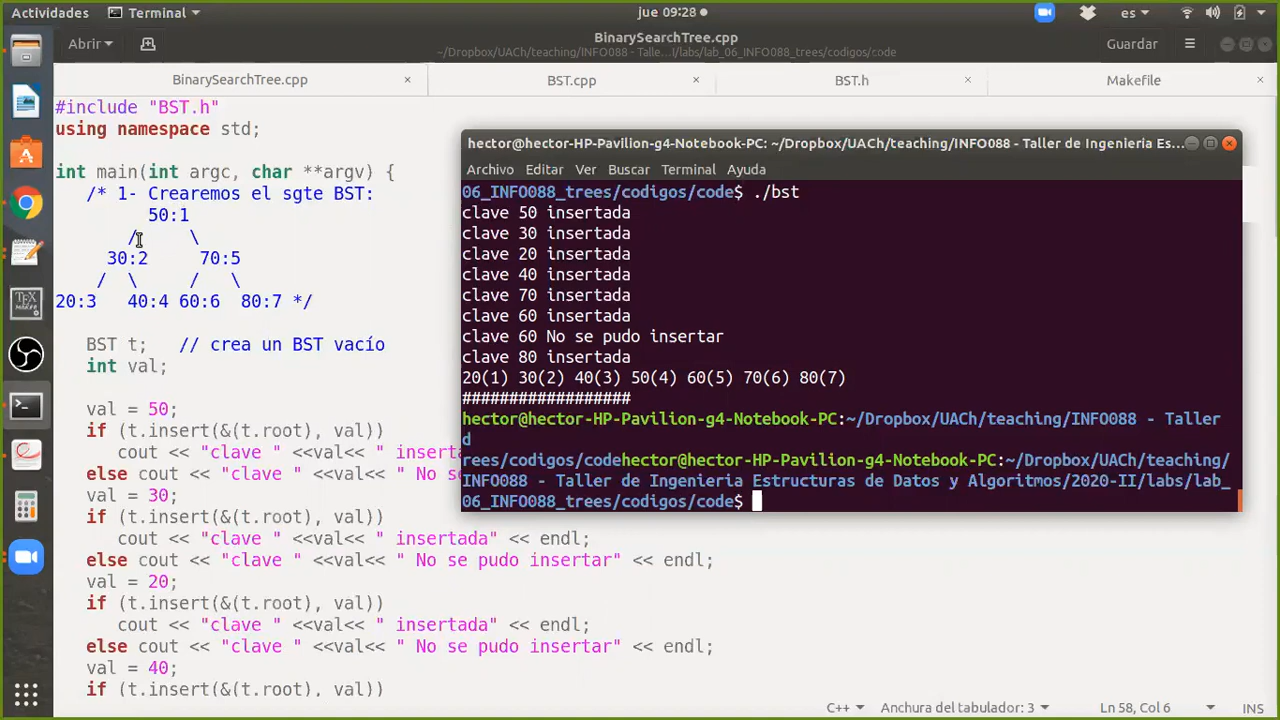 Actividades Terminal jue 09:28 es
Abrir BinarySearchTree.cpp Guardar
~/Dropbox/UACh/teaching/INFO088 - Talle…l/labs/lab_06_INFO088_trees/codigos/code
BinarySearchTree.cpp × BST.cpp × BST.h × Makefile ×
#include "BST.h"
using namespace std;
int main(int argc, char **argv) {
/* 1- Crearemos el sgte BST:
50:1
/ \
30:2 70:5
/ \ / \
20:3 40:4 60:6 80:7 */
BST t; // crea un BST vacío
int val;
val = 50;
if (t.insert(&(t.root), val))
cout << "clave " <<val<< " inserta
else cout << "clave " <<val<< " No s
val = 30;
if (t.insert(&(t.root), val))
cout << "clave " <<val<< " insertada" << endl;
else cout << "clave " <<val<< " No se pudo insertar" << endl;
val = 20;
if (t.insert(&(t.root), val))
cout << "clave " <<val<< " insertada" << endl;
else cout << "clave " <<val<< " No se pudo insertar" << endl;
val = 40;
if (t.insert(&(t.root), val))
hector@hector-HP-Pavilion-g4-Notebook-PC: ~/Dropbox/UACh/teaching/INFO088 - Taller de Ingenieria Es…
Archivo Editar Ver Buscar Terminal Ayuda
06_INFO088_trees/codigos/code$ ./bst
clave 50 insertada
clave 30 insertada
clave 20 insertada
clave 40 insertada
clave 70 insertada
clave 60 insertada
clave 60 No se pudo insertar
clave 80 insertada
20(1) 30(2) 40(3) 50(4) 60(5) 70(6) 80(7)
##################
hector@hector-HP-Pavilion-g4-Notebook-PC:~/Dropbox/UACh/teaching/INFO088 - Taller
d
rees/codigos/codehector@hector-HP-Pavilion-g4-Notebook-PC:~/Dropbox/UACh/teaching/
INFO088 - Taller de Ingenieria Estructuras de Datos y Algoritmos/2020-II/labs/lab_
06_INFO088_trees/codigos/code$
C++ Anchura del tabulador: 3 Ln 58, Col 6 INS